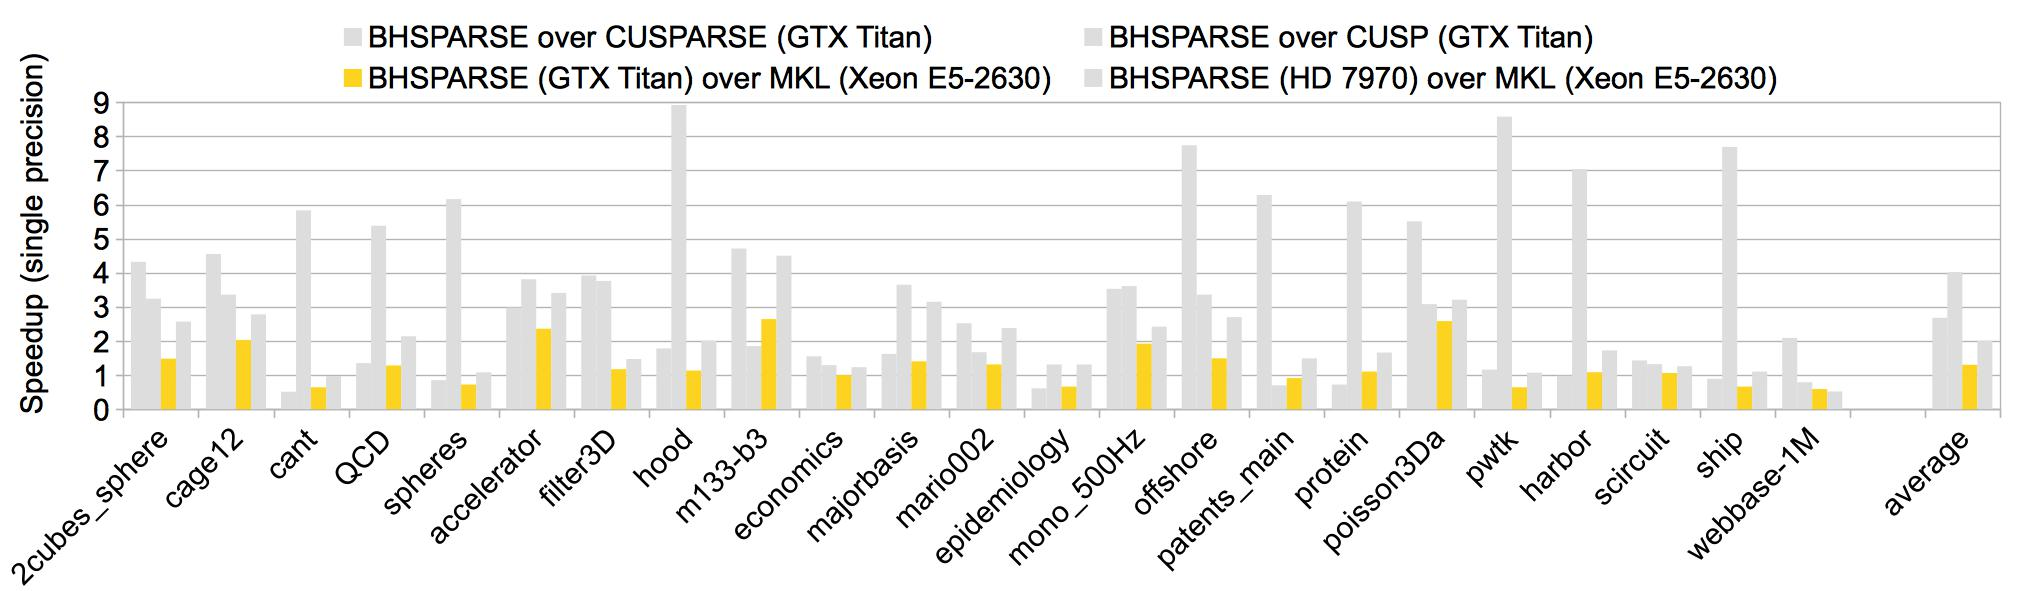 BHSPARSE over CUSPARSE (GTX Titan)
BHSPARSE over CUSP (GTX Titan)
BHSPARSE (GTX Titan) over MKL (Xeon E5-2630)
BHSPARSE (HD 7970) over MKL (Xeon E5-2630)
Speedup (single precision)
9
8
7
6
5
4
3
2
1
0
2cubes_sphere
cage12
cant
QCD
spheres
accelerator
filter3D
hood
m133-b3
economics
majorbasis
mario002
epidemiology
mono_500Hz
offshore
patents_main
protein
poisson3Da
pwtk
harbor
scircuit
ship
webbase-1M
average